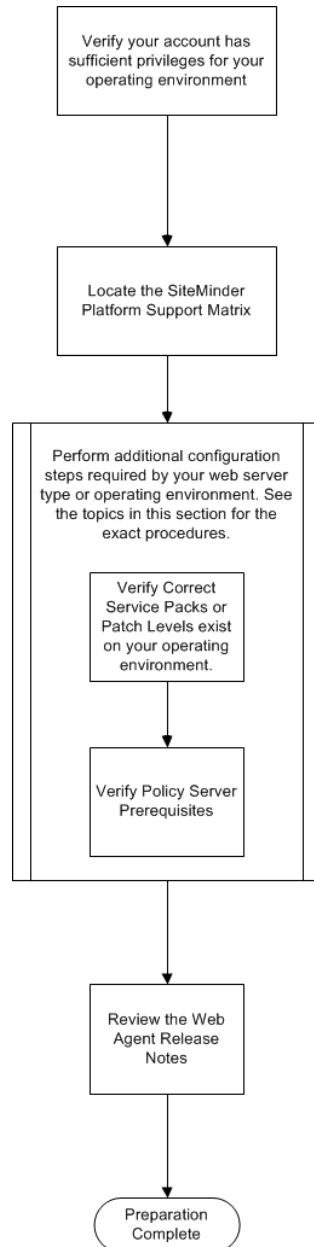 Verify your account has
sufficient privileges for your
operating environment
Locate the SiteMinder
Platform Support Matrix
Perform additional configuration
steps required by your web server
type or operating environment. See
the topics in this section for the
exact procedures.
Verify Correct
Service Packs or
Patch Levels exist
on your operating
environment.
Verify Policy Server
Prerequisites
Review the Web
Agent Release
Notes
Preparation
Complete